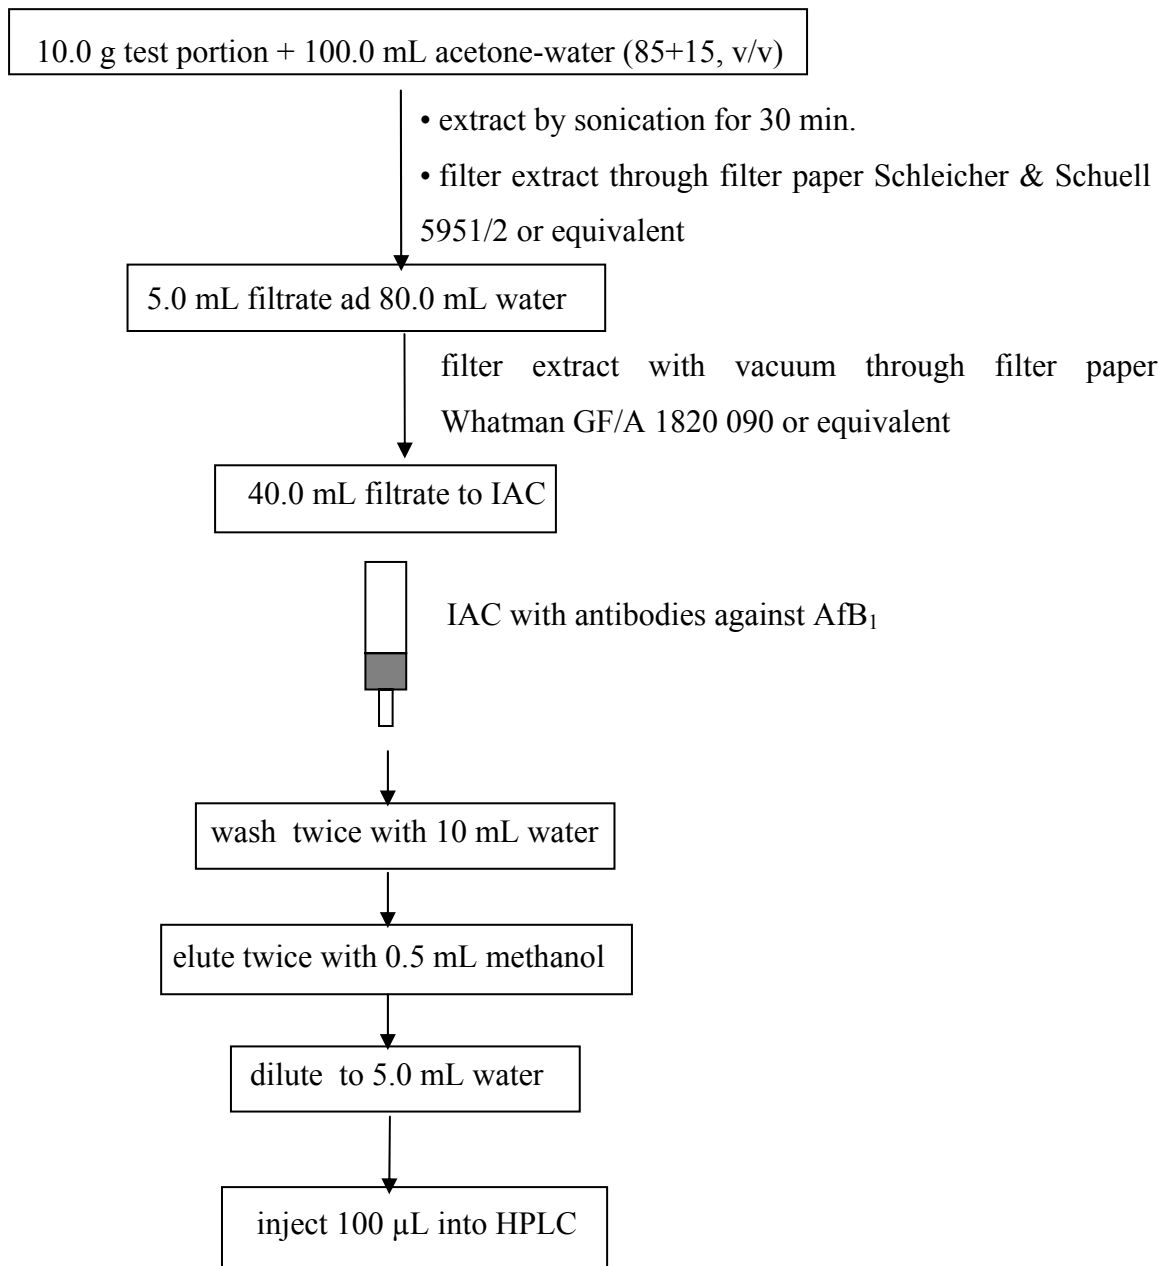 10.0 g test portion + 100.0 mL acetone-water (85+15, v/v)
• extract by sonication for 30 min.
• filter extract through filter paper Schleicher & Schuell
5951/2 or equivalent
5.0 mL filtrate ad 80.0 mL water
filter extract with vacuum through filter paper
Whatman GF/A 1820 090 or equivalent
40.0 mL filtrate to IAC
IAC with antibodies against AfB₁
wash twice with 10 mL water
elute twice with 0.5 mL methanol
dilute to 5.0 mL water
inject 100 µL into HPLC